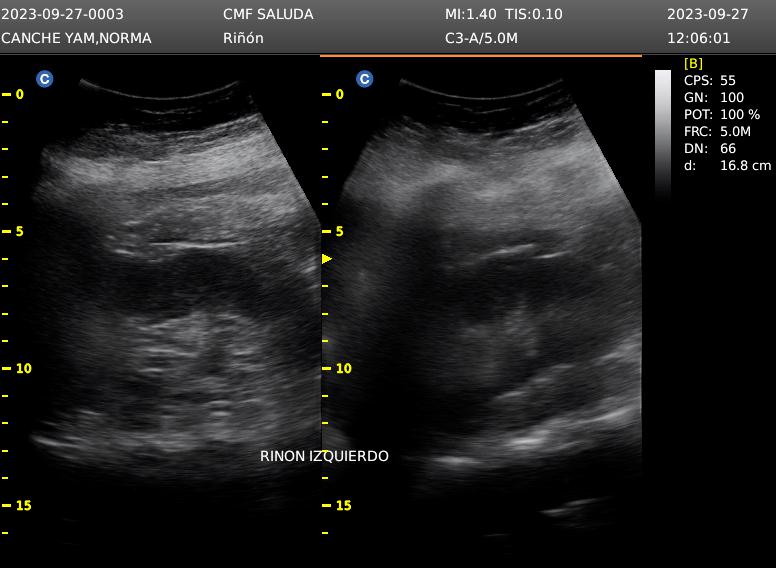 2023-09-27-0003 CMF SALUDA MI:1.40 TIS:0.10 2023-09-27
CANCHE YAM,NORMA Riñón C3-A/5.0M 12:06:01
C C
[B]
CPS: 55
GN: 100
POT: 100 %
FRC: 5.0M
DN: 66
d: 16.8 cm
0 0
5 5
10 10
RINON IZQUIERDO
15 15